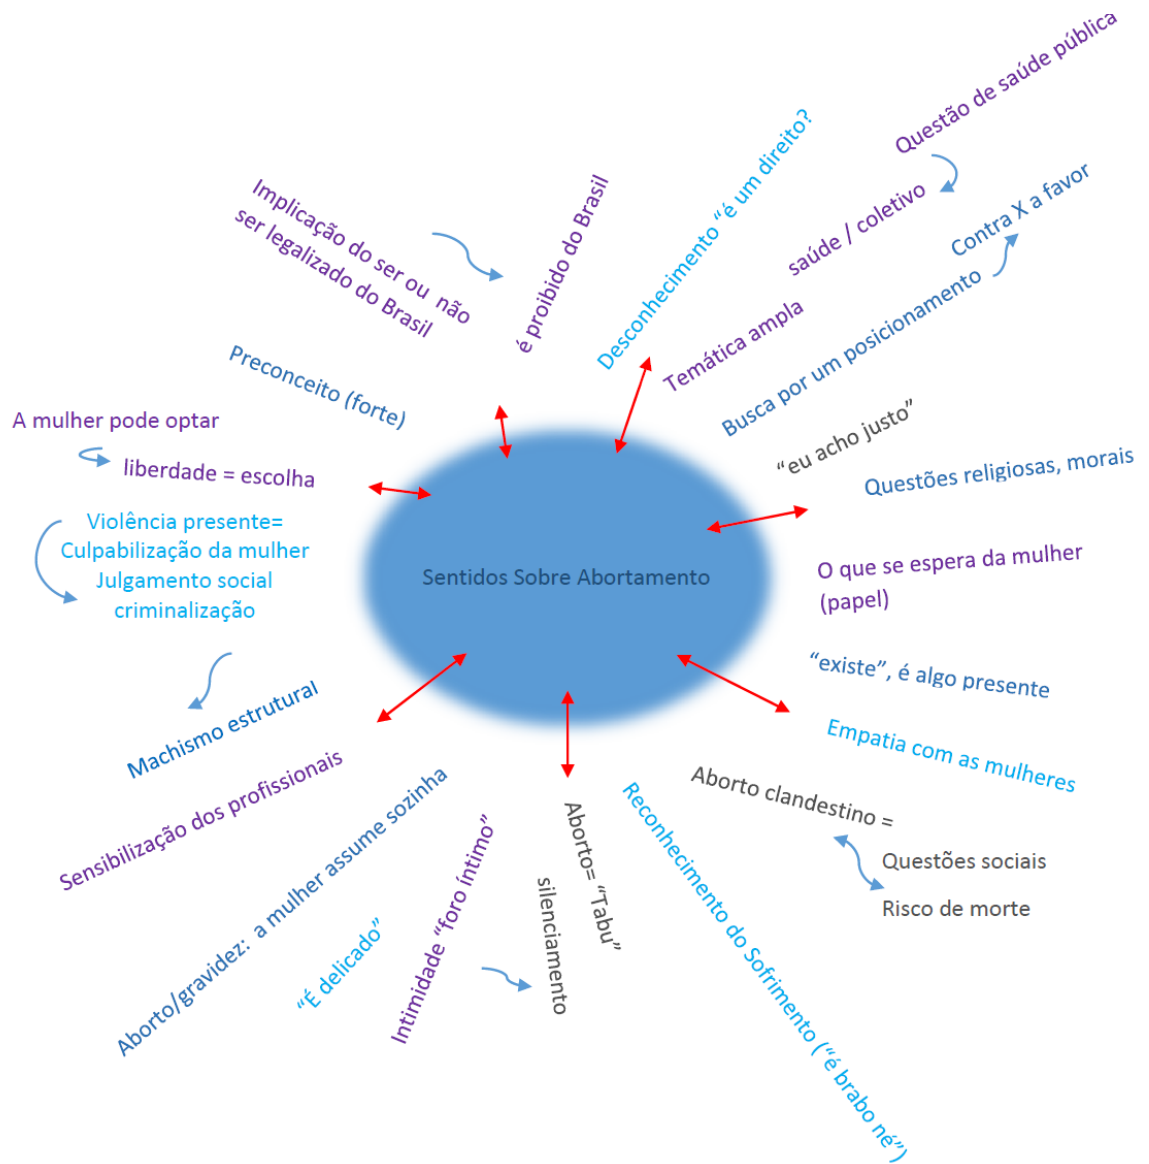 Questão de saúde pública
saúde / coletivo
Temática ampla
Contra X a favor
Busca por um posicionamento
Desconhecimento “é um direito?
é proibido do Brasil
Implicação do ser ou não
ser legalizado do Brasil
Preconceito (forte)
A mulher pode optar
liberdade = escolha
Violência presente=
Culpabilização da mulher
Julgamento social
criminalização
Machismo estrutural
Sentidos Sobre Abortamento
“eu acho justo”
Questões religiosas, morais
O que se espera da mulher
(papel)
“existe”, é algo presente
Empatia com as mulheres
Aborto clandestino =
Questões sociais
Risco de morte
Reconhecimento do Sofrimento (“é brabo né”)
Aborto= “Tabu”
silenciamento
Intimidade “foro íntimo”
“É delicado”
Aborto/gravidez: a mulher assume sozinha
Sensibilização dos profissionais